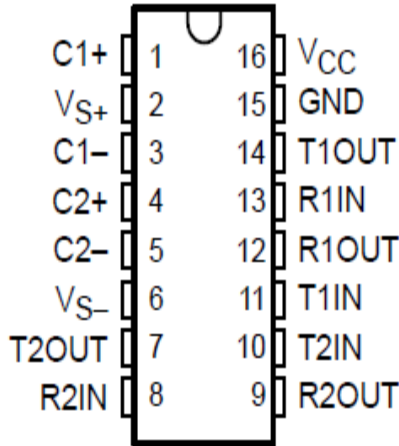 C1+ 1 16 VCC
VS+ 2 15 GND
C1– 3 14 T1OUT
C2+ 4 13 R1IN
C2– 5 12 R1OUT
VS– 6 11 T1IN
T2OUT 7 10 T2IN
R2IN 8 9 R2OUT